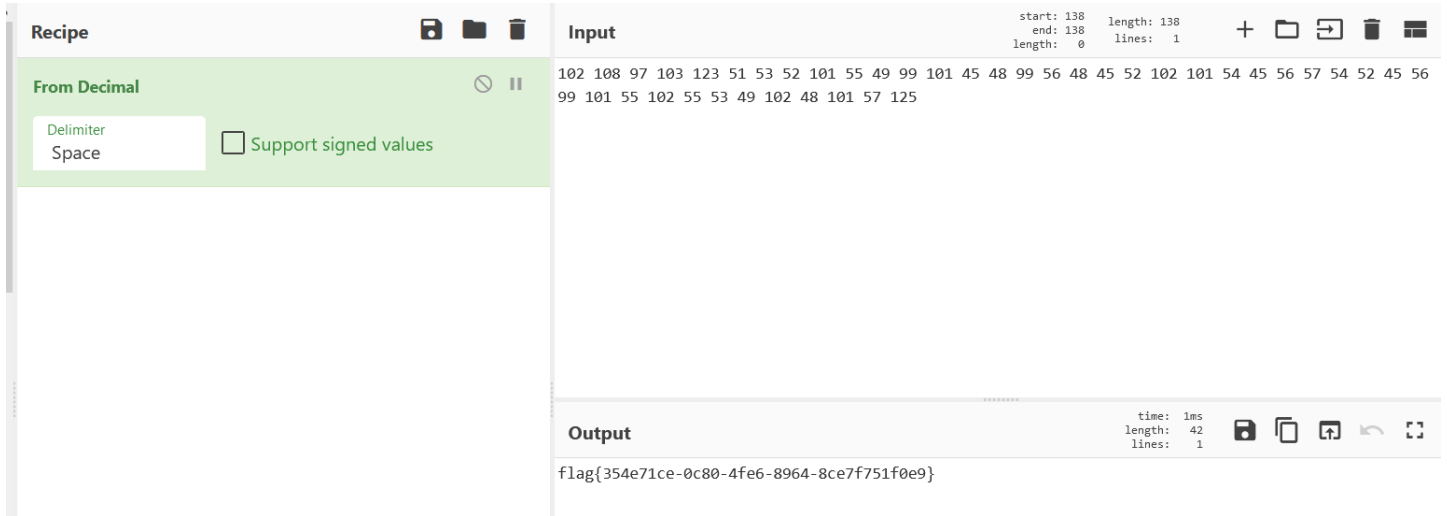 Recipe
From Decimal
Delimiter
Space
Support signed values
Input
start: 138
end: 138
length: 0
length: 138
lines: 1
102 108 97 103 123 51 53 52 101 55 49 99 101 45 48 99 56 48 45 52 102 101 54 45 56 57 54 52 45 56
99 101 55 102 55 53 49 102 48 101 57 125
Output
time: 1ms
length: 42
lines: 1
flag{354e71ce-0c80-4fe6-8964-8ce7f751f0e9}